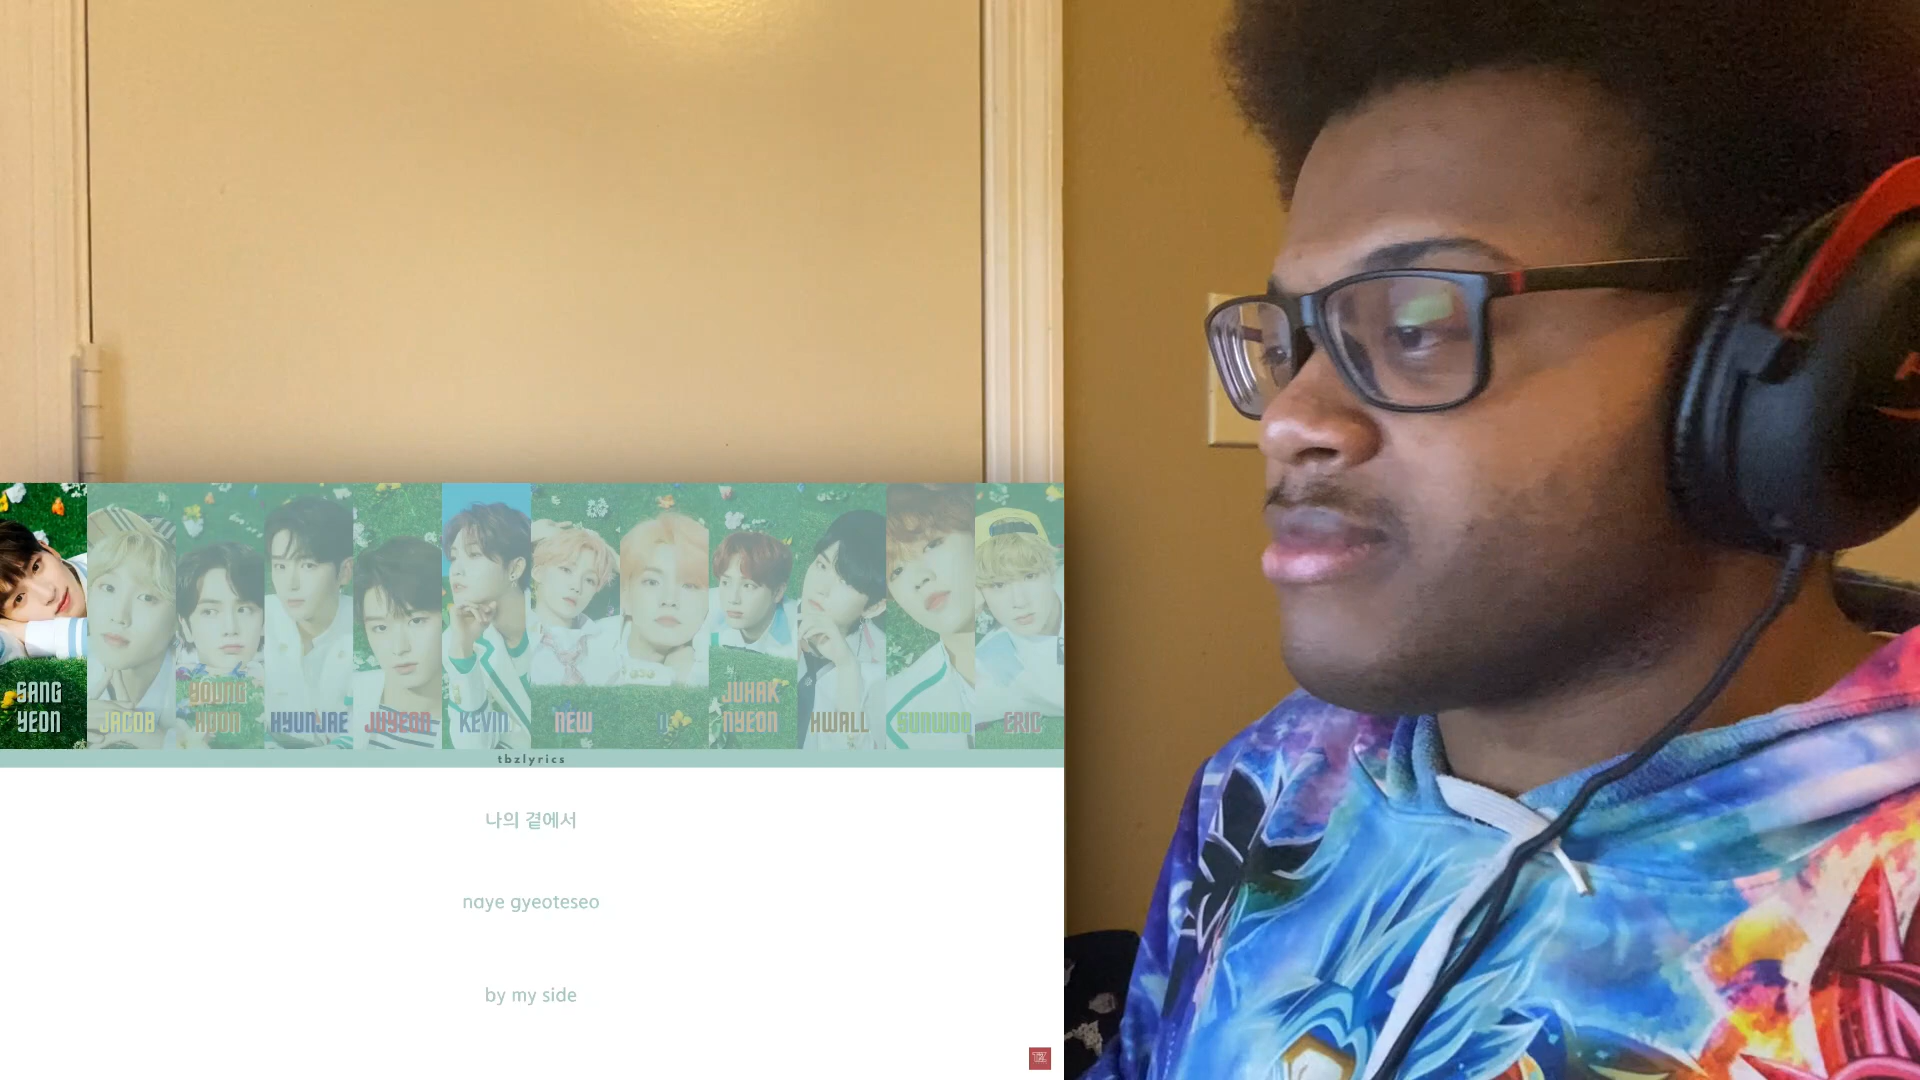 SANG
YEON
JACOB
YOUNG
HOON
HYUNJAE
JUYEON
KEVIN
NEW
Q
JUHAK
NYEON
HWALL
SUNWOO
ERIC
tbzlyrics
나의 곁에서
naye gyeoteseo
by my side